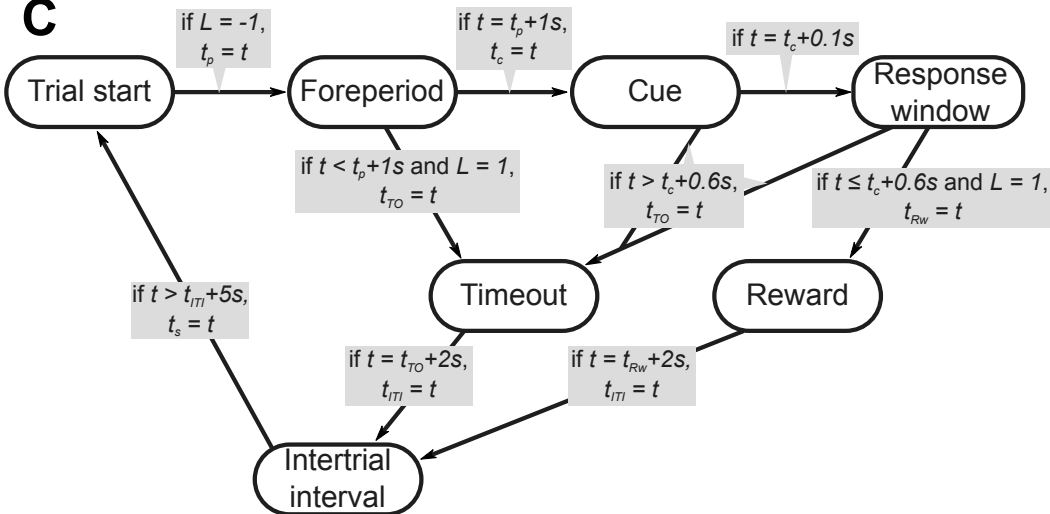 C
if L = -1,
tp = t
if t = tp+1s,
tc = t
if t = tc+0.1s
Trial start
Foreperiod
Cue
Response
window
if t < tp+1s and L = 1,
tTO = t
if t > tc+0.6s,
tTO = t
if t ≤ tc+0.6s and L = 1,
tRw = t
Timeout
Reward
if t > tITI+5s,
ts = t
if t = tTO+2s,
tITI = t
if t = tRw+2s,
tITI = t
Intertrial
interval